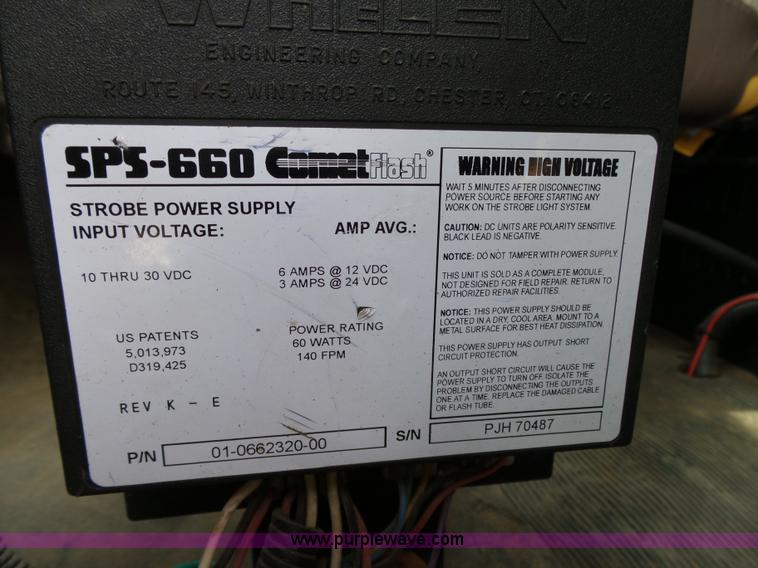 WHELEN
ENGINEERING COMPANY,
ROUTE 145, WINTHROP RD, CHESTER, CT. 06412
SPS-660 Comet Flash®
STROBE POWER SUPPLY
INPUT VOLTAGE: AMP AVG.:
10 THRU 30 VDC 6 AMPS @ 12 VDC
3 AMPS @ 24 VDC
US PATENTS
5,013,973
D319,425
POWER RATING
60 WATTS
140 FPM
REV K - E
P/N 01-0662320-00
S/N PJH 70487
WARNING HIGH VOLTAGE
WAIT 5 MINUTES AFTER DISCONNECTING
POWER SOURCE BEFORE STARTING ANY
WORK ON THE STROBE LIGHT SYSTEM.
CAUTION: DC UNITS ARE POLARITY SENSITIVE.
BLACK LEAD IS NEGATIVE.
NOTICE: DO NOT TAMPER WITH POWER SUPPLY.
THIS UNIT IS SOLD AS A COMPLETE MODULE,
NOT DESIGNED FOR FIELD REPAIR. RETURN TO
AUTHORIZED REPAIR FACILITIES.
NOTICE: THIS POWER SUPPLY SHOULD BE
LOCATED IN A DRY, COOL AREA. MOUNT TO A
METAL SURFACE FOR BEST HEAT DISSIPATION.
THIS POWER SUPPLY HAS OUTPUT SHORT
CIRCUIT PROTECTION.
AN OUTPUT SHORT CIRCUIT WILL CAUSE THE
POWER SUPPLY TO TURN OFF. ISOLATE THE
PROBLEM BY DISCONNECTING THE OUTPUTS
ONE AT A TIME. REPLACE THE DAMAGED CABLE
OR FLASH TUBE.
www.purplewave.com